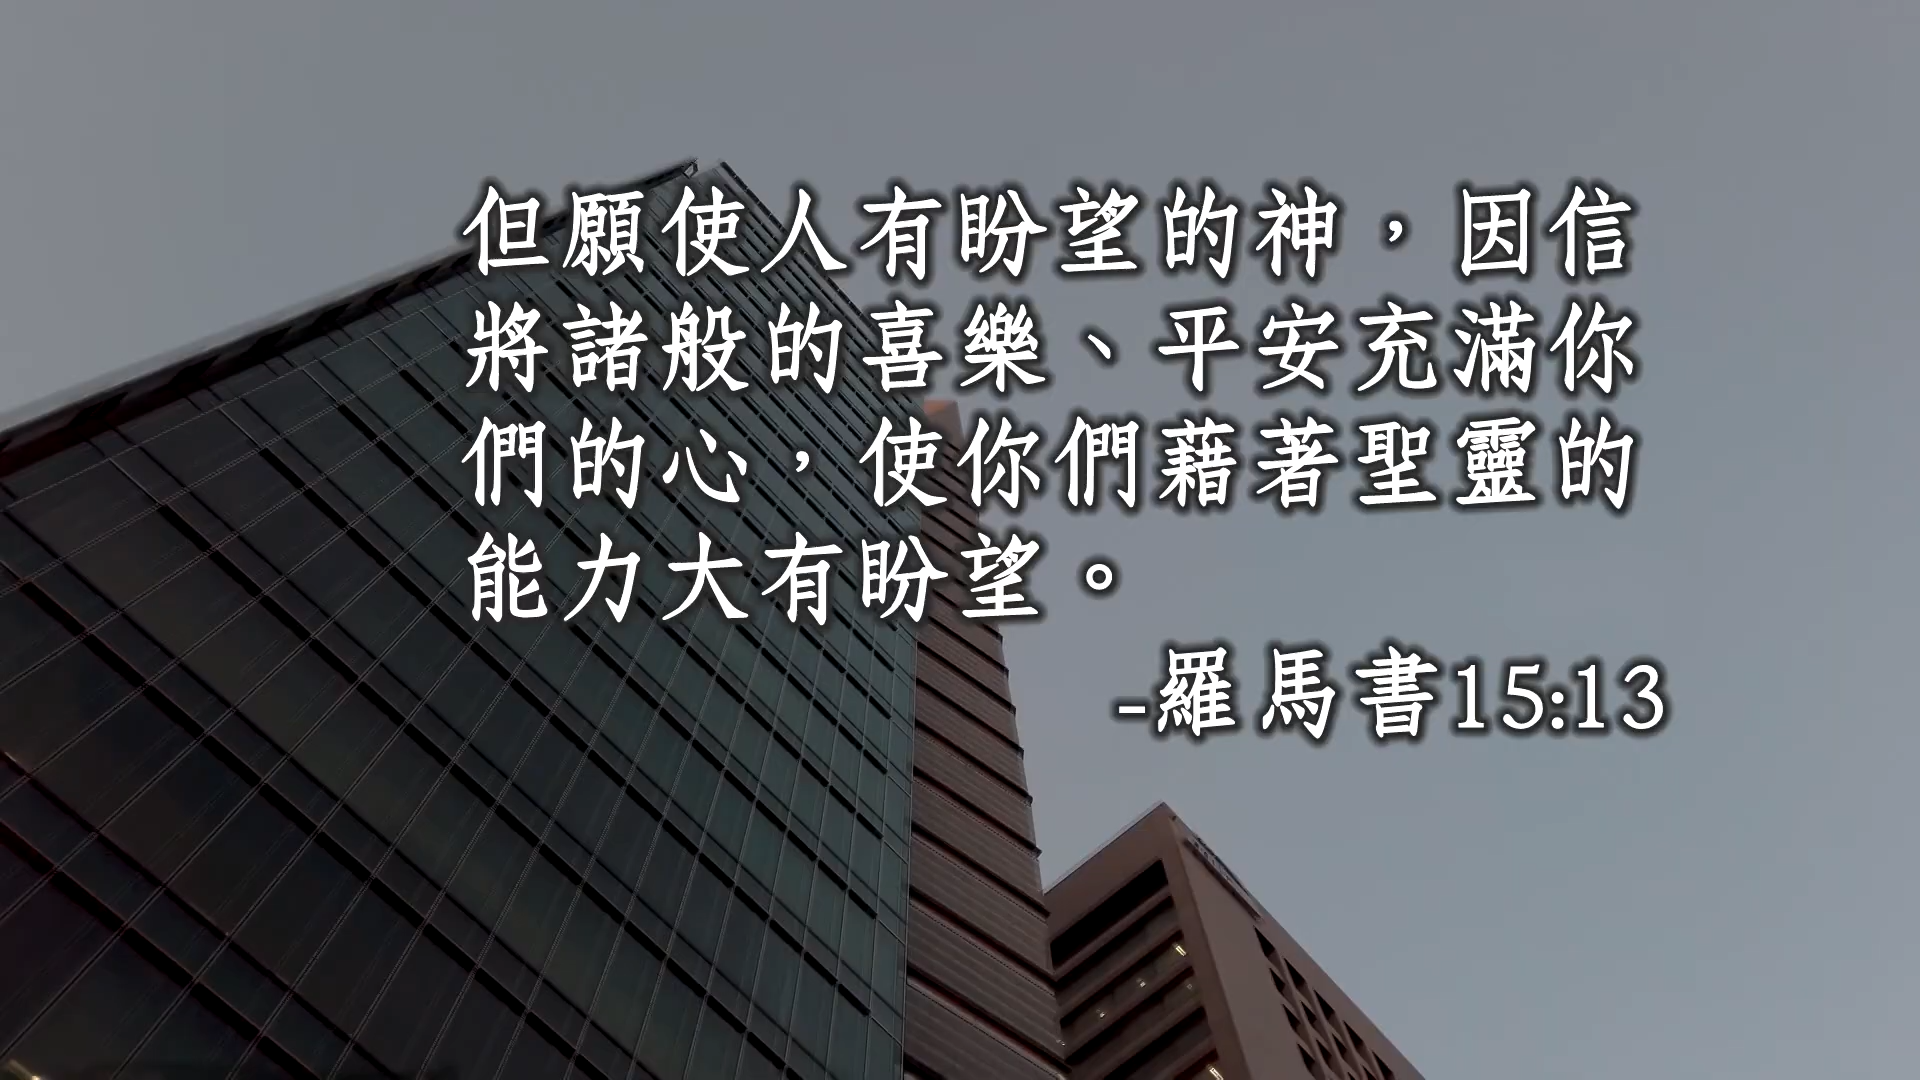 但願使人有盼望的神，因信
將諸般的喜樂、平安充滿你
們的心，使你們藉著聖靈的
能力大有盼望。
-羅馬書15:13